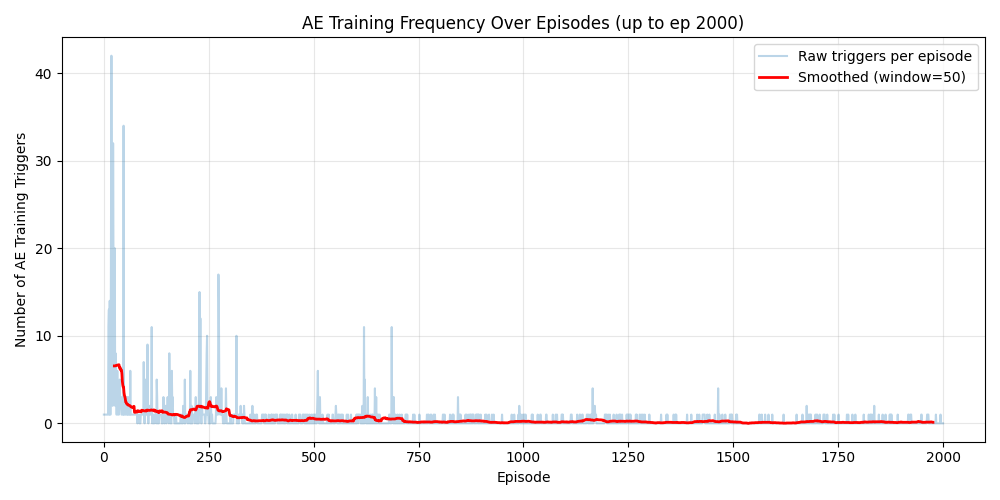 AE Training Frequency Over Episodes (up to ep 2000)
Raw triggers per episode
Smoothed (window=50)
Number of AE Training Triggers
40
30
20
10
0
0 250 500 750 1000 1250 1500 1750 2000
Episode